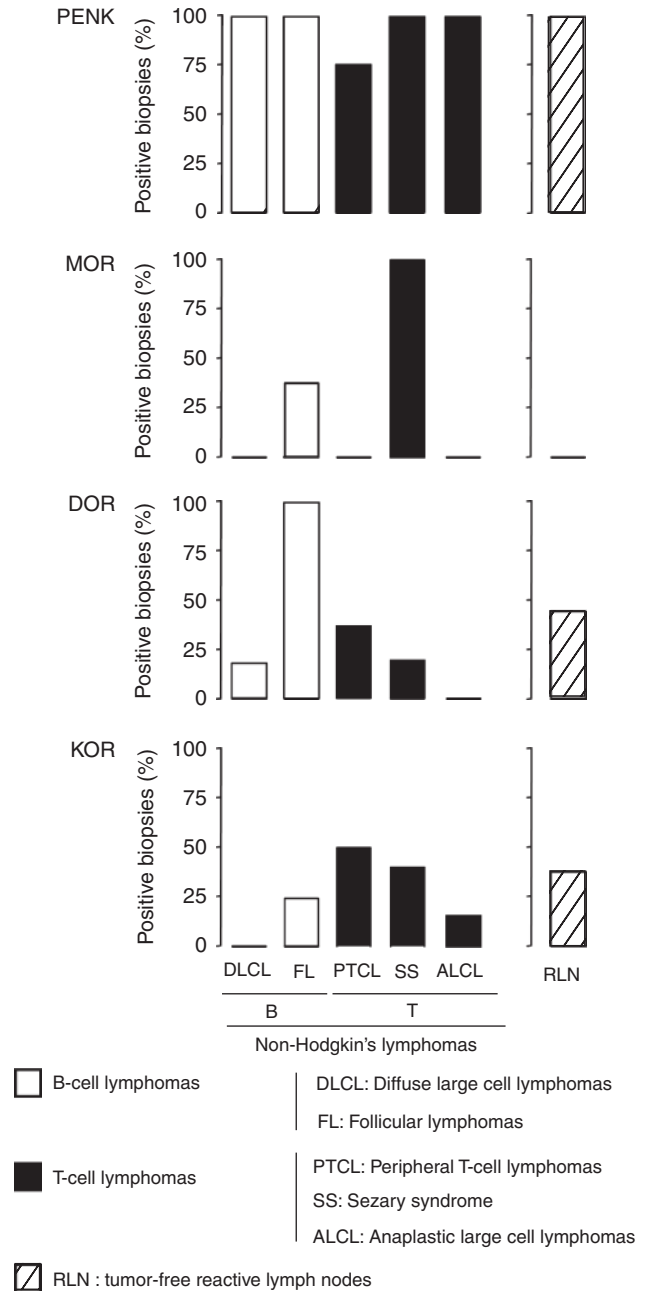 PENK
Positive biopsies (%)
100
75
50
25
0
MOR
Positive biopsies (%)
100
75
50
25
0
DOR
Positive biopsies (%)
100
75
50
25
0
KOR
Positive biopsies (%)
100
75
50
25
0
DLCL FL PTCL SS ALCL RLN
B T
Non-Hodgkin's lymphomas
B-cell lymphomas
DLCL: Diffuse large cell lymphomas
FL: Follicular lymphomas
T-cell lymphomas
PTCL: Peripheral T-cell lymphomas
SS: Sezary syndrome
ALCL: Anaplastic large cell lymphomas
RLN : tumor-free reactive lymph nodes